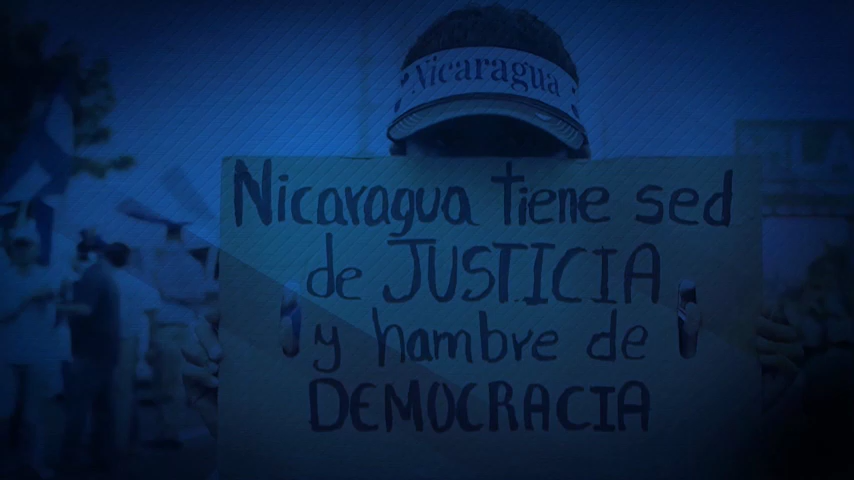 Nicaragua
Nicaragua tiene sed
de JUSTICIA
y hambre de
DEMOCRACIA